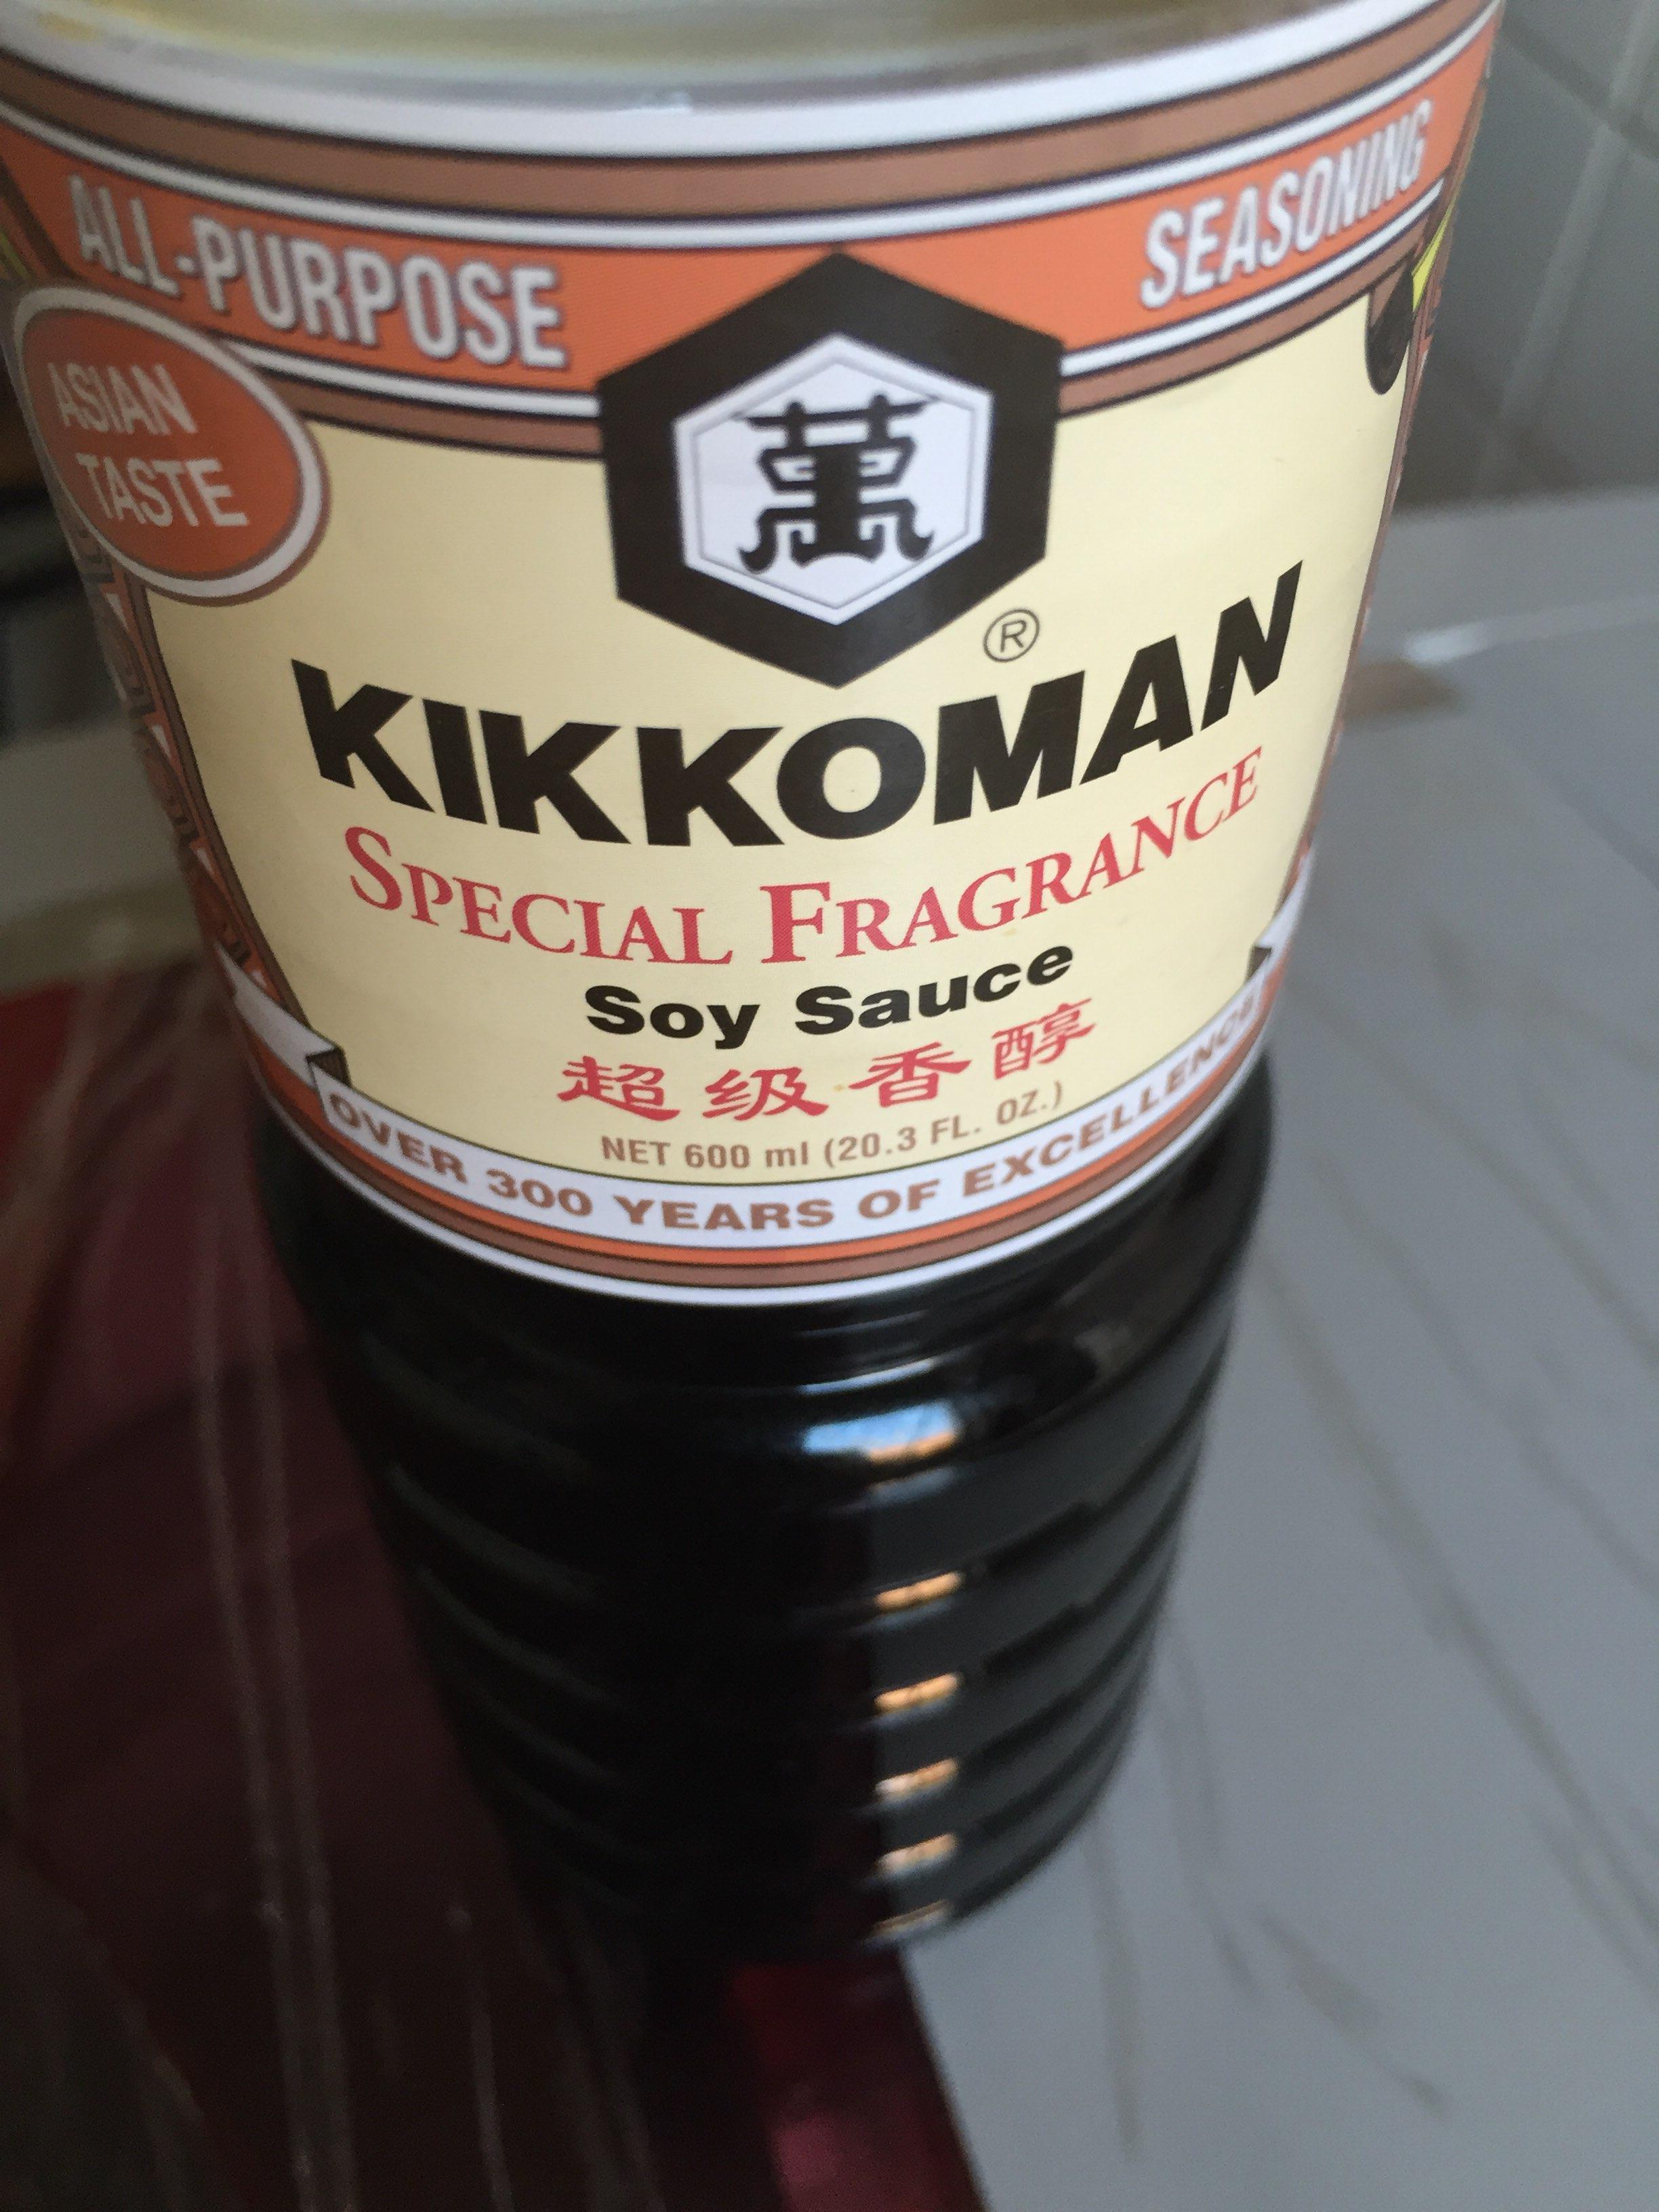 ALL-PURPOSE SEASONING
ASIAN
TASTE
萬
®
KIKKOMAN
SPECIAL FRAGRANCE
Soy Sauce
超级香醇
NET 600 ml (20.3 FL. OZ.)
OVER 300 YEARS OF EXCELLENCE